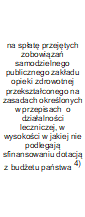 na spłatę przejętych
zobowiązań
samodzielnego
publicznego zakładu
opieki zdrowotnej
przekształconego na
zasadach określonych
w przepisach o
działalności
leczniczej, w
wysokości w jakiej nie
podlegają
sfinansowaniu dotacją
z budżetu państwa 4)